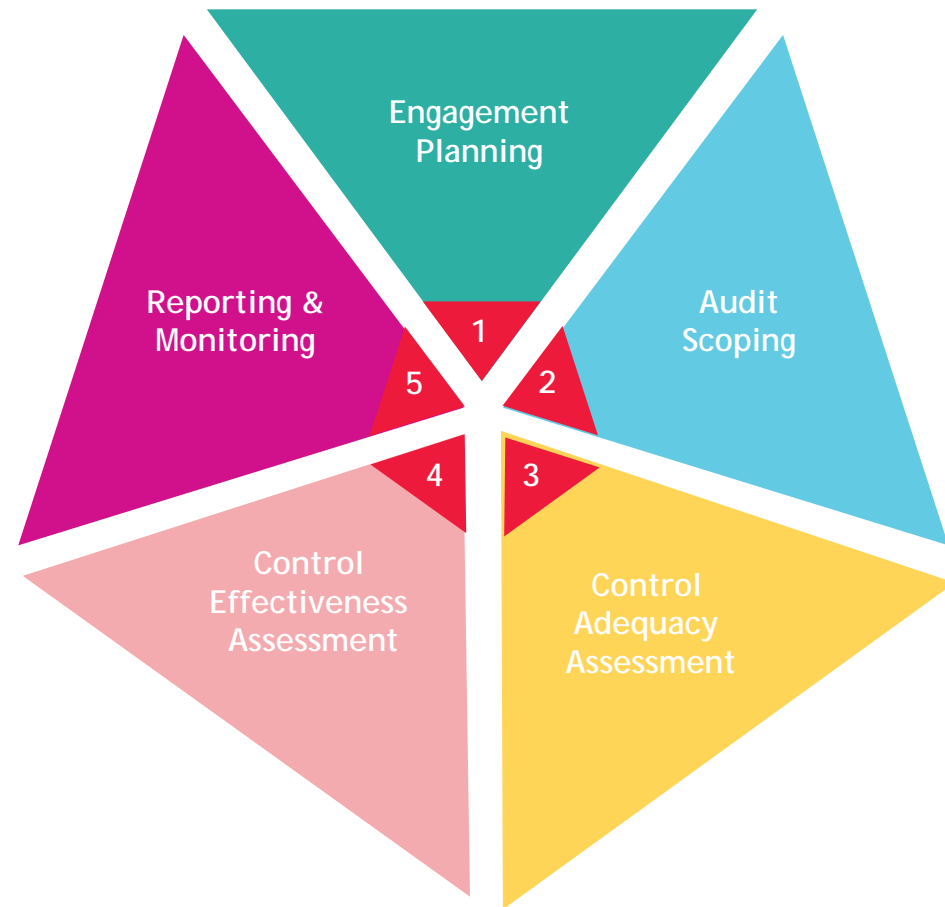 Engagement
Planning
1
Audit
Scoping
2
Control
Adequacy
Assessment
3
Control
Effectiveness
Assessment
4
Reporting &
Monitoring
5